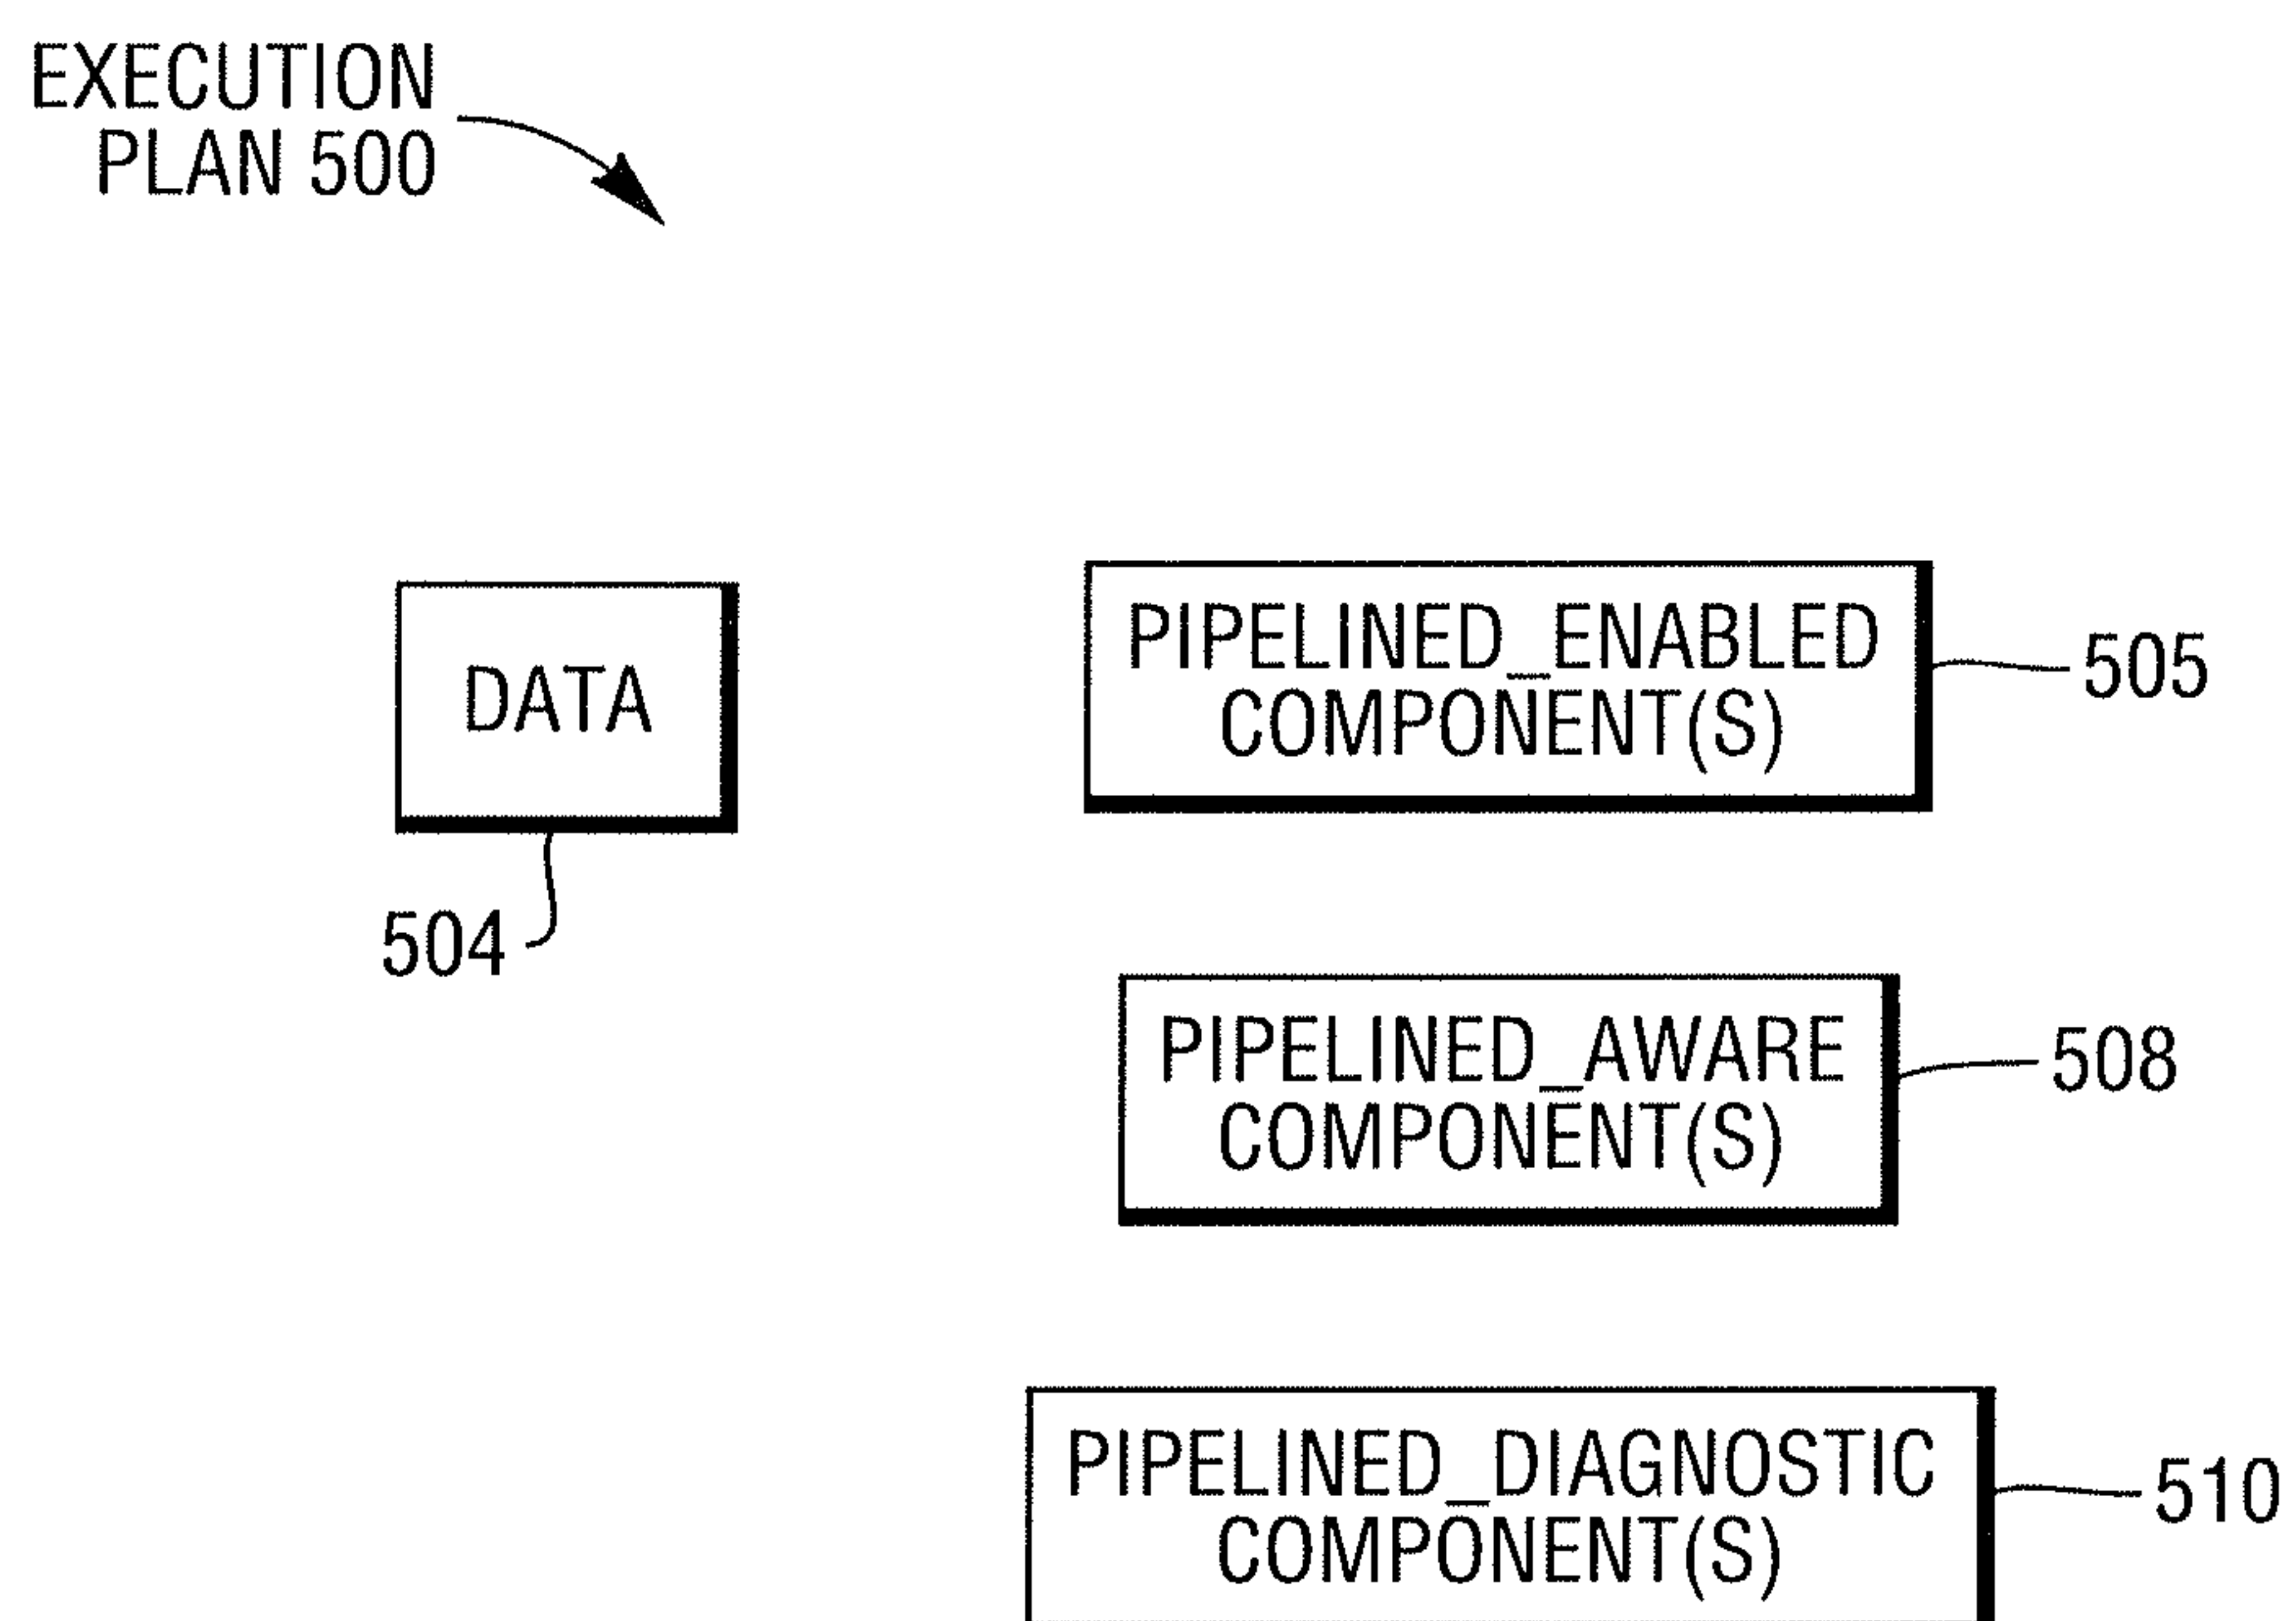 EXECUTION
PLAN 500
DATA
504
PIPELINED_ENABLED
COMPONENT(S)
505
PIPELINED_AWARE
COMPONENT(S)
508
PIPELINED_DIAGNOSTIC
COMPONENT(S)
510